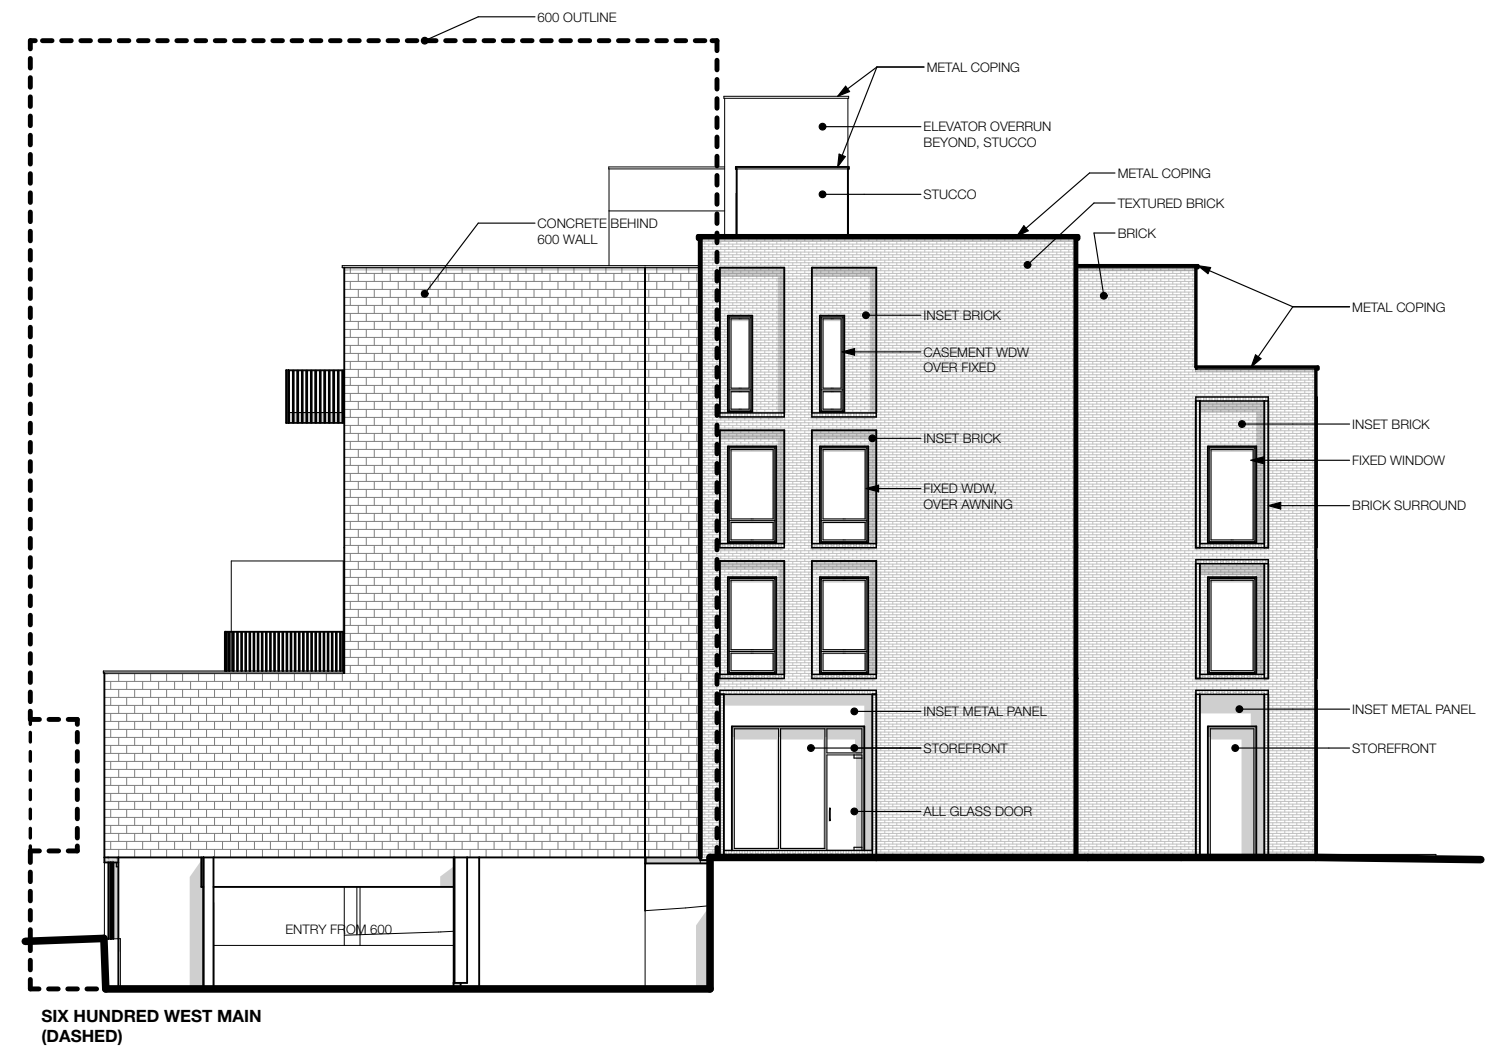 600 OUTLINE
METAL COPING
ELEVATOR OVERRUN
BEYOND, STUCCO
METAL COPING
STUCCO
TEXTURED BRICK
CONCRETE BEHIND
600 WALL
BRICK
METAL COPING
INSET BRICK
CASEMENT WDW
OVER FIXED
INSET BRICK
INSET BRICK
FIXED WINDOW
FIXED WDW,
OVER AWNING
BRICK SURROUND
INSET METAL PANEL
INSET METAL PANEL
STOREFRONT
STOREFRONT
ALL GLASS DOOR
ENTRY FROM 600
SIX HUNDRED WEST MAIN
(DASHED)